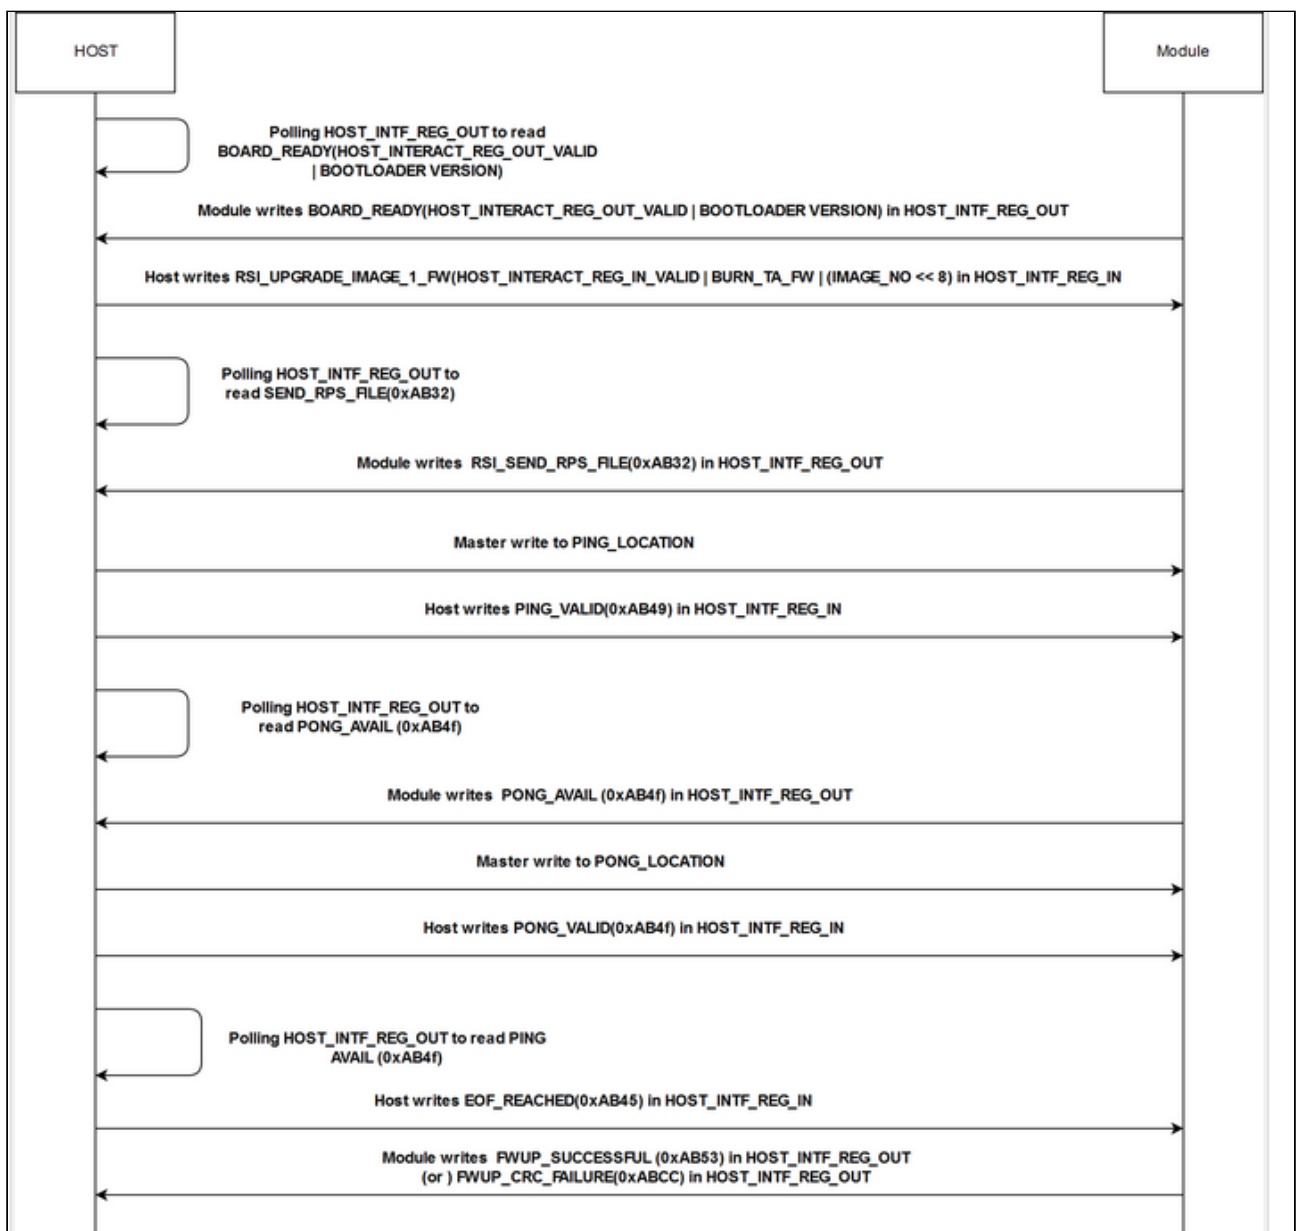 HOST
Module
Polling HOST_INTF_REG_OUT to read
BOARD_READY(HOST_INTERACT_REG_OUT_VALID
| BOOTLOADER VERSION)
Module writes BOARD_READY(HOST_INTERACT_REG_OUT_VALID | BOOTLOADER VERSION) in HOST_INTF_REG_OUT
Host writes RSI_UPGRADE_IMAGE_1_FW(HOST_INTERACT_REG_IN_VALID | BURN_TA_FW | (IMAGE_NO << 8) in HOST_INTF_REG_IN
Polling HOST_INTF_REG_OUT to
read SEND_RPS_FILE(0xAB32)
Module writes RSI_SEND_RPS_FILE(0xAB32) in HOST_INTF_REG_OUT
Master write to PING_LOCATION
Host writes PING_VALID(0xAB49) in HOST_INTF_REG_IN
Polling HOST_INTF_REG_OUT to
read PONG_AVAIL (0xAB4f)
Module writes PONG_AVAIL (0xAB4f) in HOST_INTF_REG_OUT
Master write to PONG_LOCATION
Host writes PONG_VALID(0xAB4f) in HOST_INTF_REG_IN
Polling HOST_INTF_REG_OUT to read PING
AVAIL (0xAB4f)
Host writes EOF_REACHED(0xAB45) in HOST_INTF_REG_IN
Module writes FWUP_SUCCESSFUL (0xAB53) in HOST_INTF_REG_OUT
(or ) FWUP_CRC_FAILURE(0xABCC) in HOST_INTF_REG_OUT